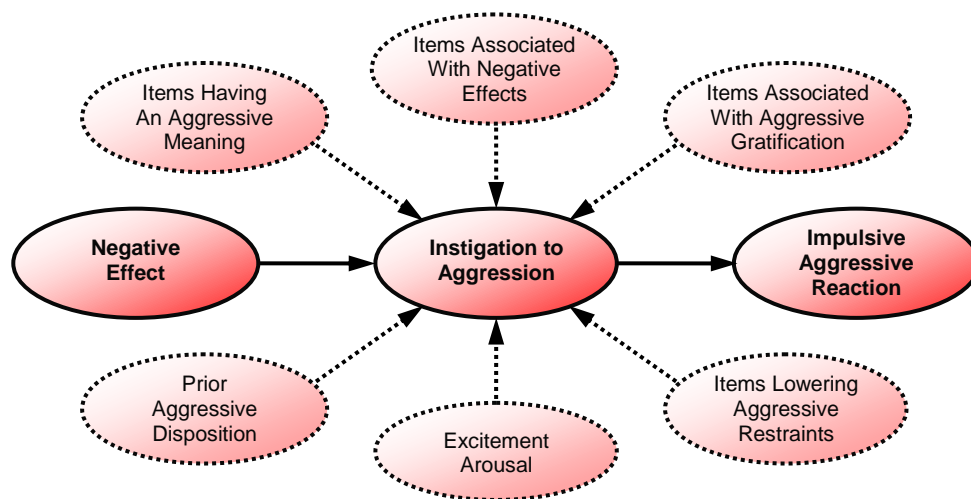 Items Associated
With Negative
Effects
Items Having
An Aggressive
Meaning
Items Associated
With Aggressive
Gratification
Negative
Effect
Instigation to
Aggression
Impulsive
Aggressive
Reaction
Prior
Aggressive
Disposition
Excitement
Arousal
Items Lowering
Aggressive
Restraints